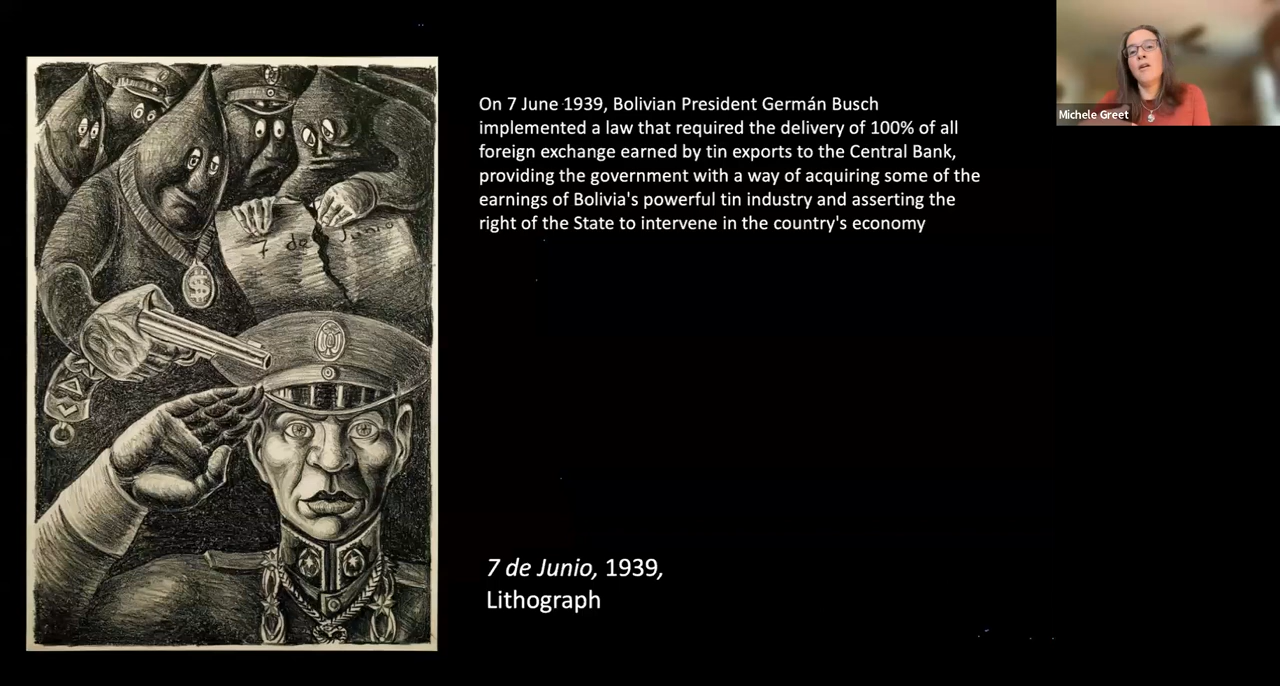 On 7 June 1939, Bolivian President Germán Busch
implemented a law that required the delivery of 100% of all
foreign exchange earned by tin exports to the Central Bank,
providing the government with a way of acquiring some of the
earnings of Bolivia's powerful tin industry and asserting the
right of the State to intervene in the country's economy
7 de Junio
$
7 de Junio, 1939,
Lithograph
Michele Greet